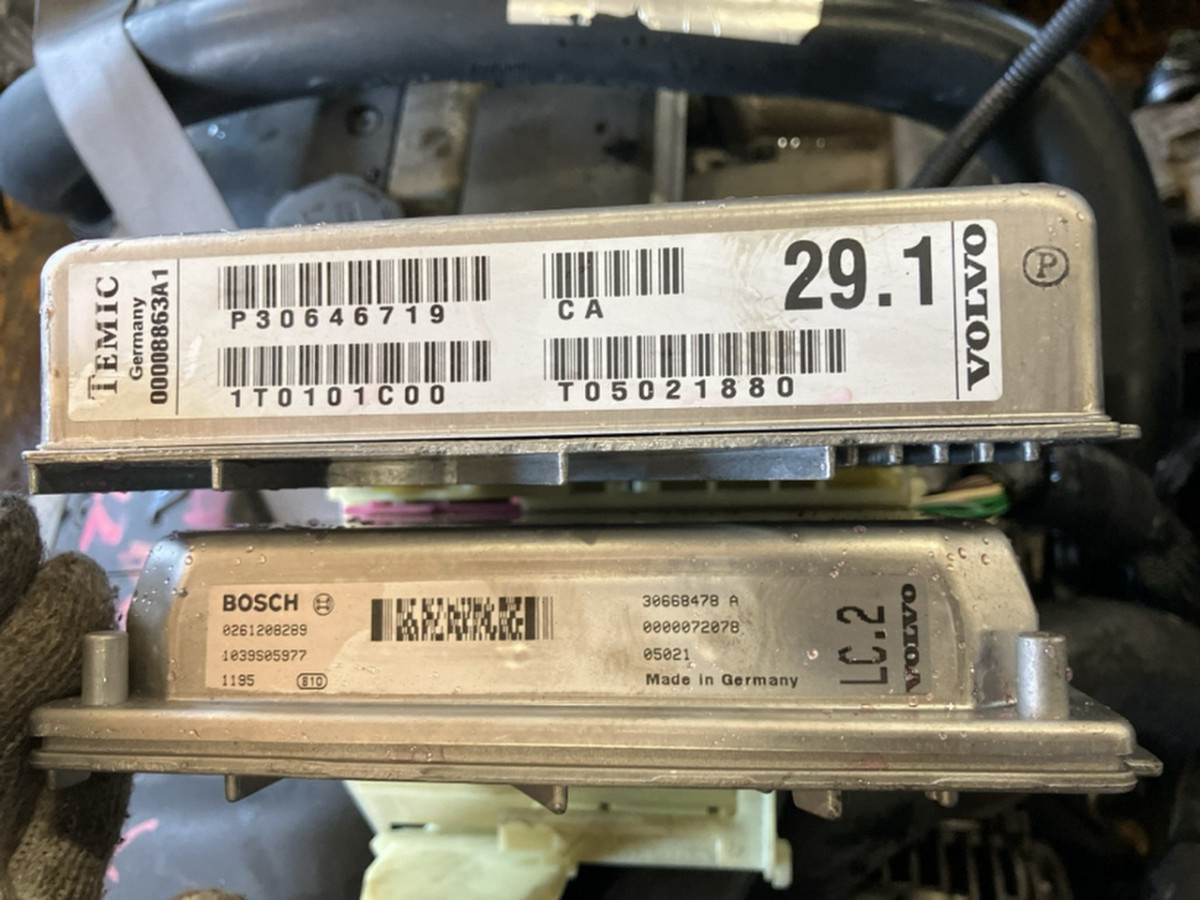 TEMIC
Germany
00008863A1
P30646719
1T0101C00
CA
T05021880
29.1
VOLVO
P
BOSCH
0261208289
1039S05977
1195 810
30668478 A
0000072078
05021
Made in Germany
LC.2
VOLVO